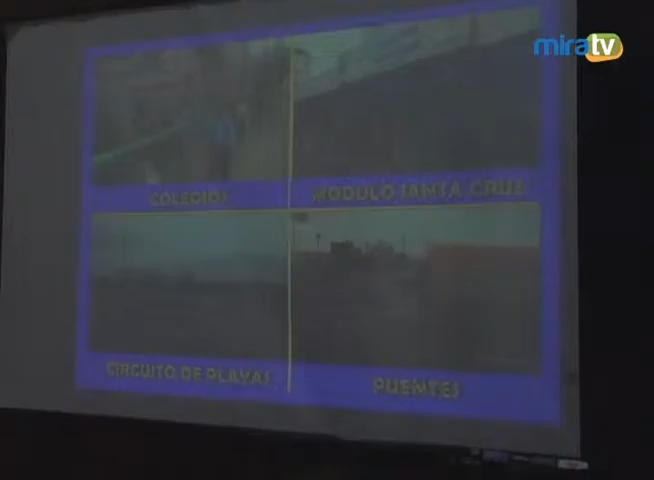 miratv
COLEGIOS
MODULO SANTA CRUZ
CIRCUITO DE PLAYAS
PUENTES